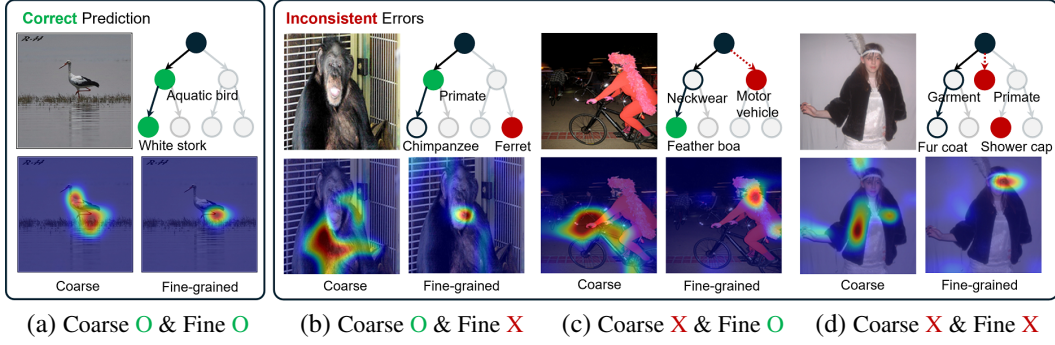 Correct Prediction
R-H
Aquatic bird
White stork
R-H
R-H
Coarse
Fine-grained
Inconsistent Errors
Primate
Chimpanzee
Ferret
Coarse
Fine-grained
Neckwear
Motor
vehicle
Feather boa
Coarse
Fine-grained
Garment
Primate
Fur coat
Shower cap
Coarse
Fine-grained
(a) Coarse O & Fine O
(b) Coarse O & Fine X
(c) Coarse X & Fine O
(d) Coarse X & Fine X